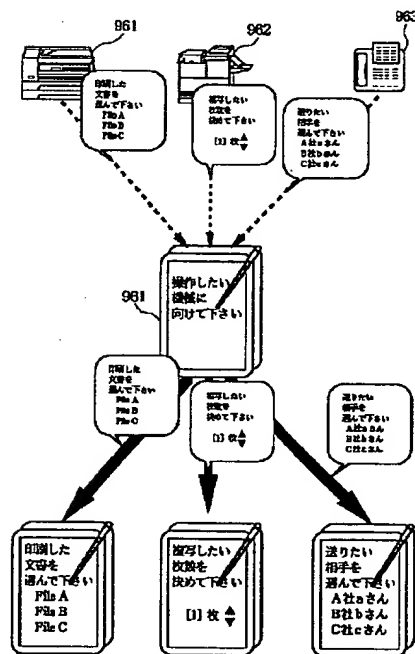 961
962
963
印刷した
文書を
選んで下さい
File A
File B
File C
複写したい
枚数を
決めて下さい
[1] 枚
送りたい
相手を
選んで下さい
A社aさん
B社bさん
C社cさん
961
操作したい
機械に
向けて下さい
印刷した
文書を
選んで下さい
File A
File B
File C
複写したい
枚数を
決めて下さい
[1] 枚
送りたい
相手を
選んで下さい
A社aさん
B社bさん
C社cさん
印刷した
文書を
選んで下さい
File A
File B
File C
複写したい
枚数を
決めて下さい
[1] 枚
送りたい
相手を
選んで下さい
A社aさん
B社bさん
C社cさん